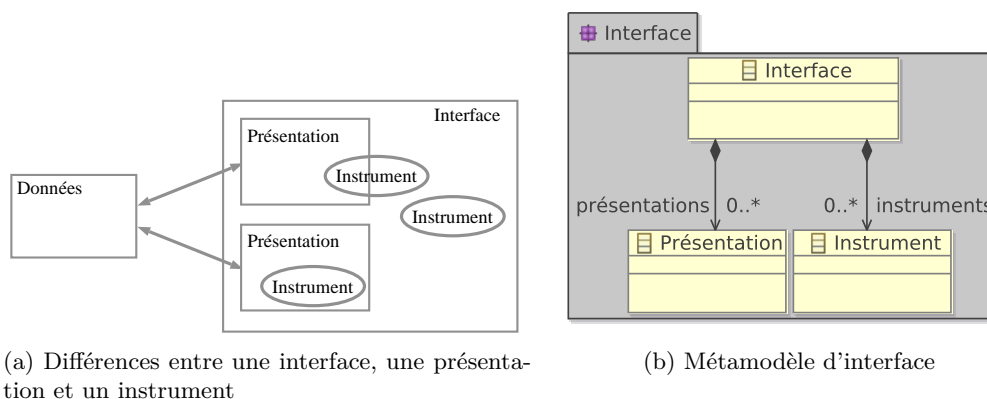 Interface
Présentation
Instrument
Données
Instrument
Présentation
Instrument
(a) Différences entre une interface, une présenta-
tion et un instrument
Interface
Interface
présentations 0..* 0..* instruments
Présentation Instrument
(b) Métamodèle d'interface